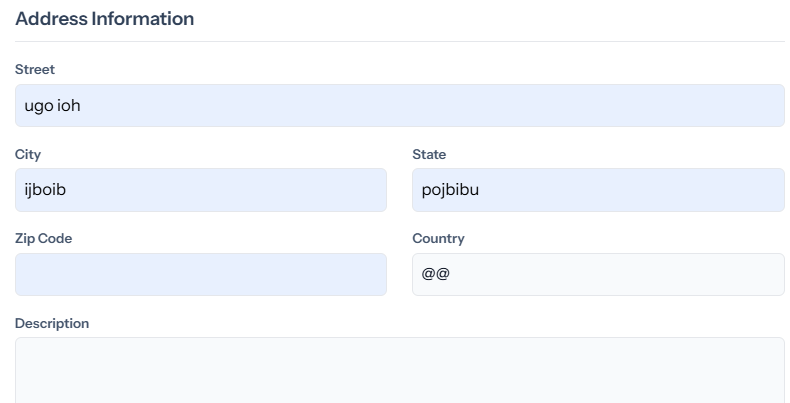 Address Information
Street
ugo ioh
City State
ijboib pojbibu
Zip Code Country
@@
Description